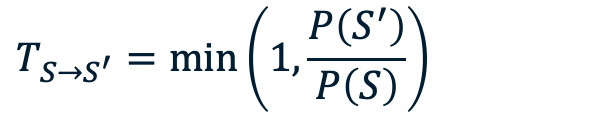 T_{S→S′} = min(1, P(S′)/P(S))